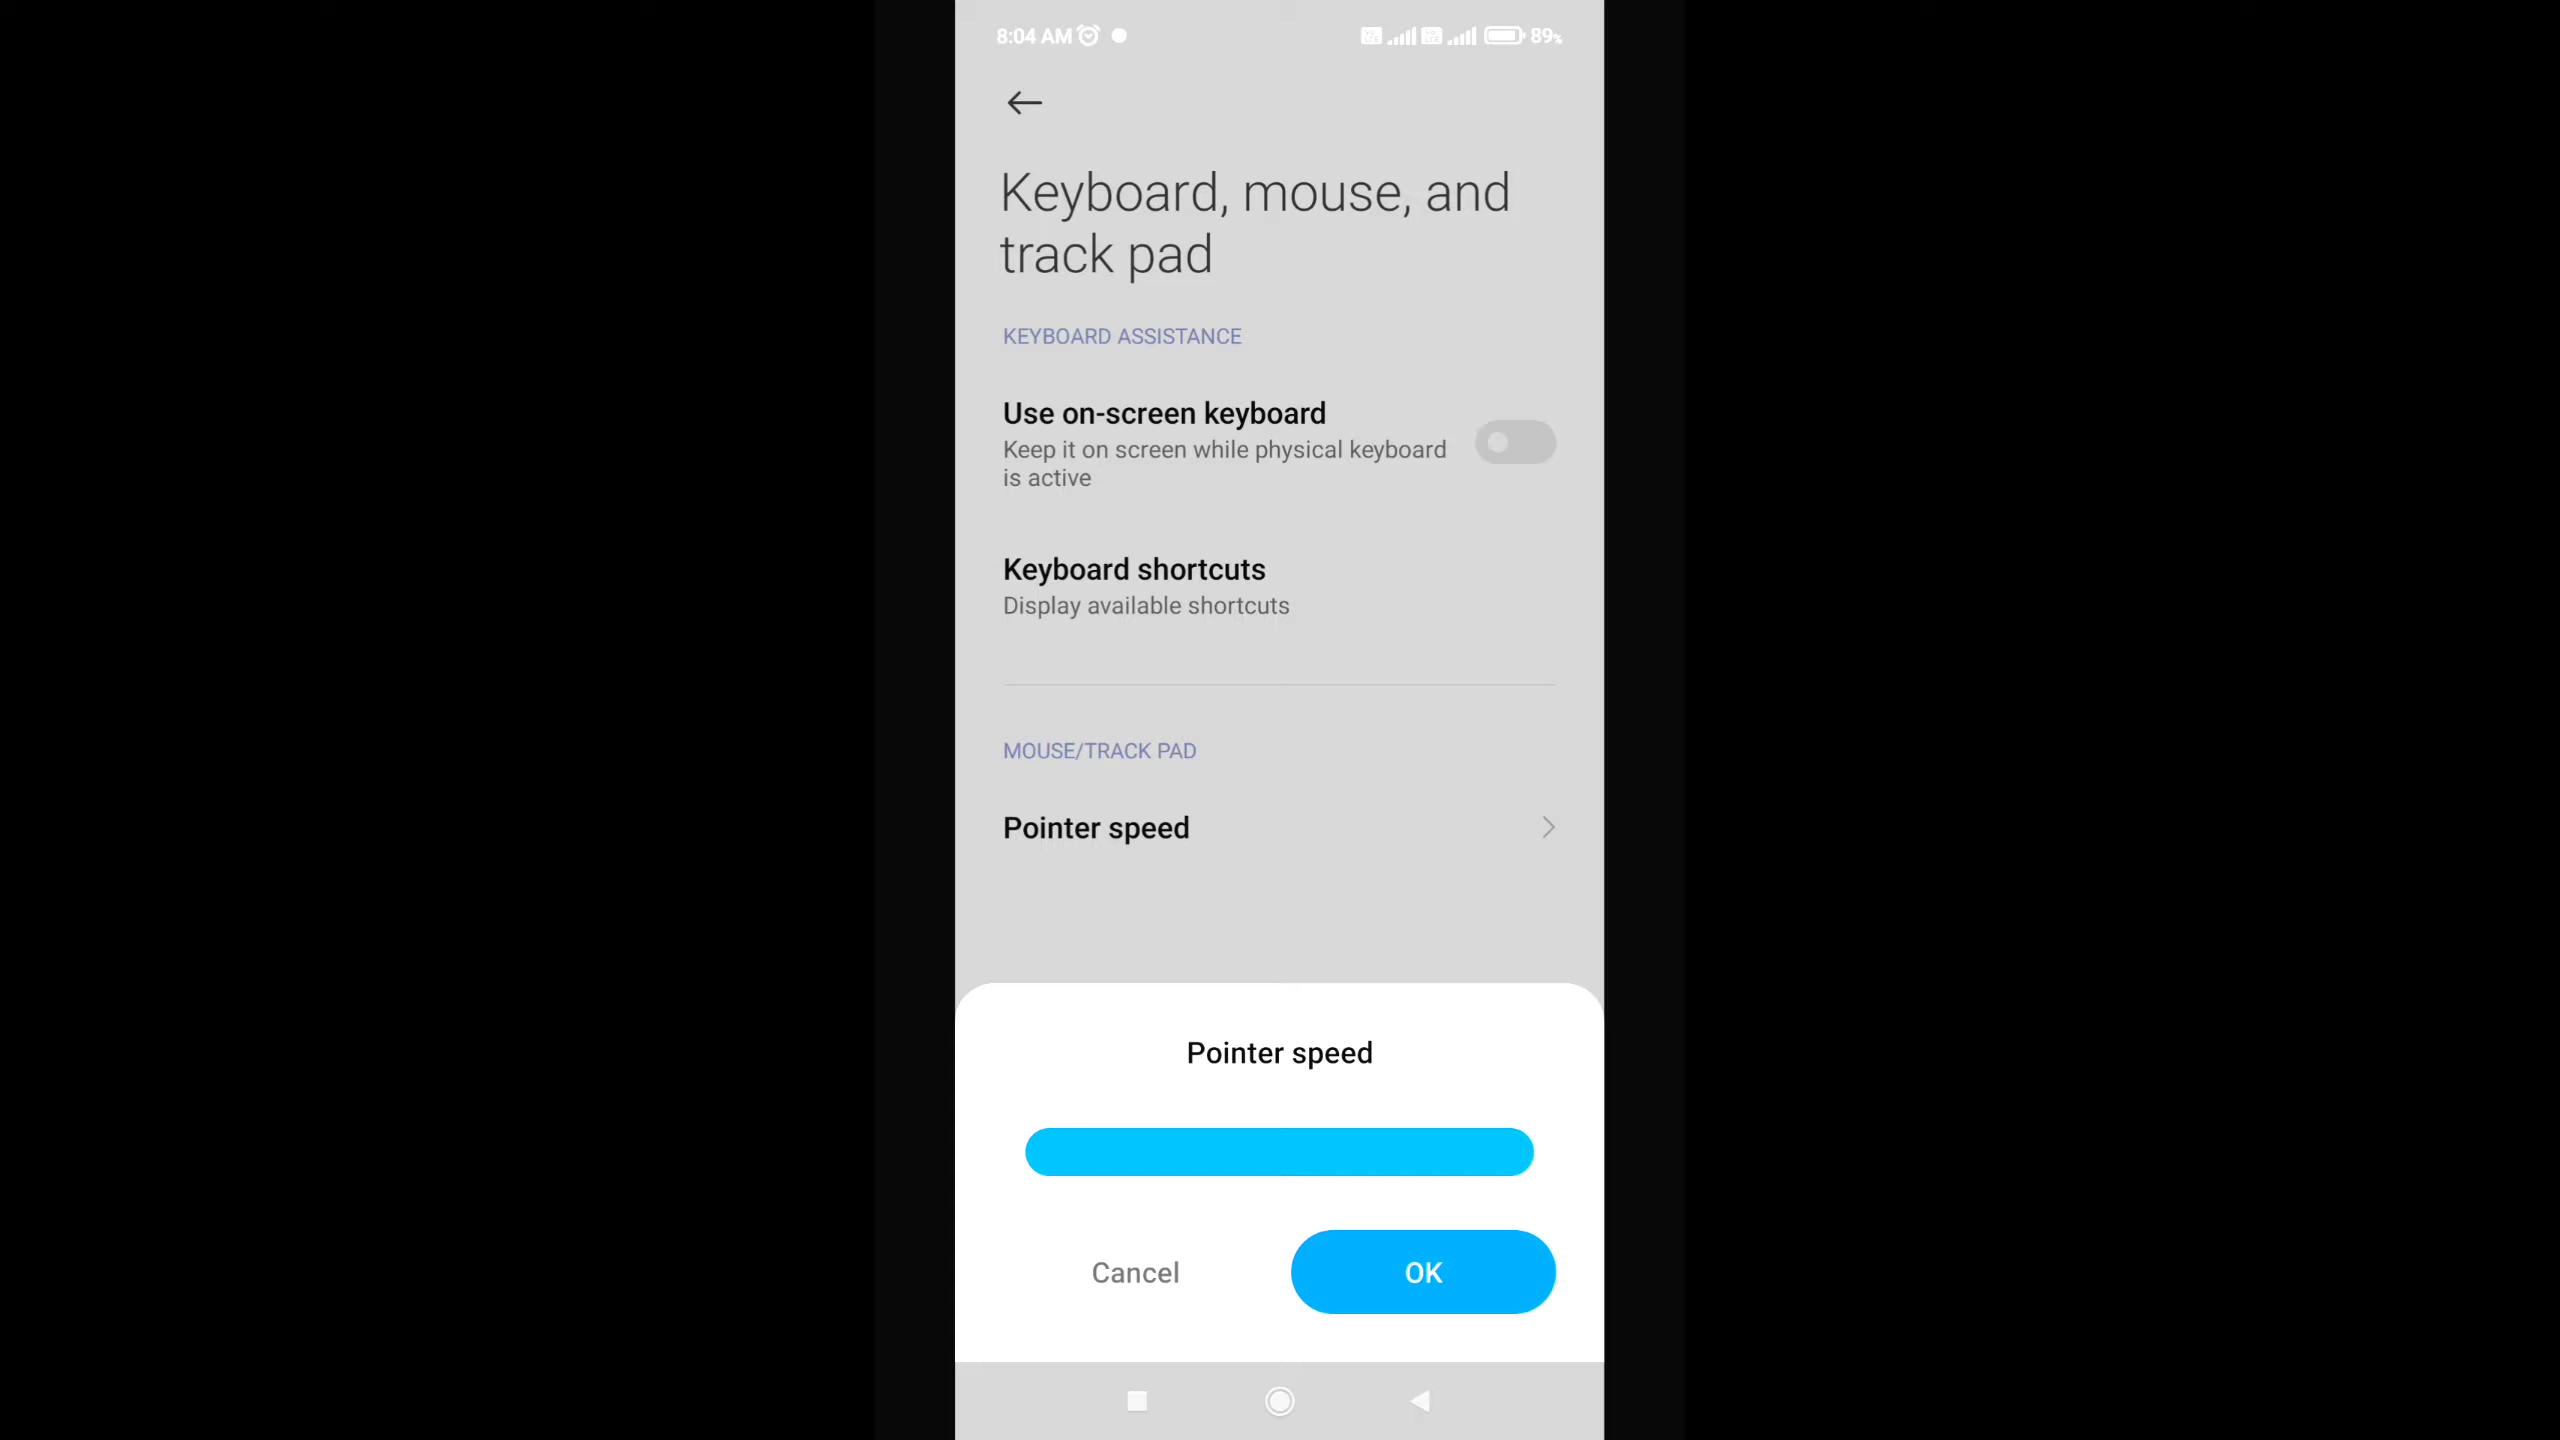 8:04 AM 89%
Keyboard, mouse, and
track pad
KEYBOARD ASSISTANCE
Use on-screen keyboard
Keep it on screen while physical keyboard
is active
Keyboard shortcuts
Display available shortcuts
MOUSE/TRACK PAD
Pointer speed
Pointer speed
Cancel
OK